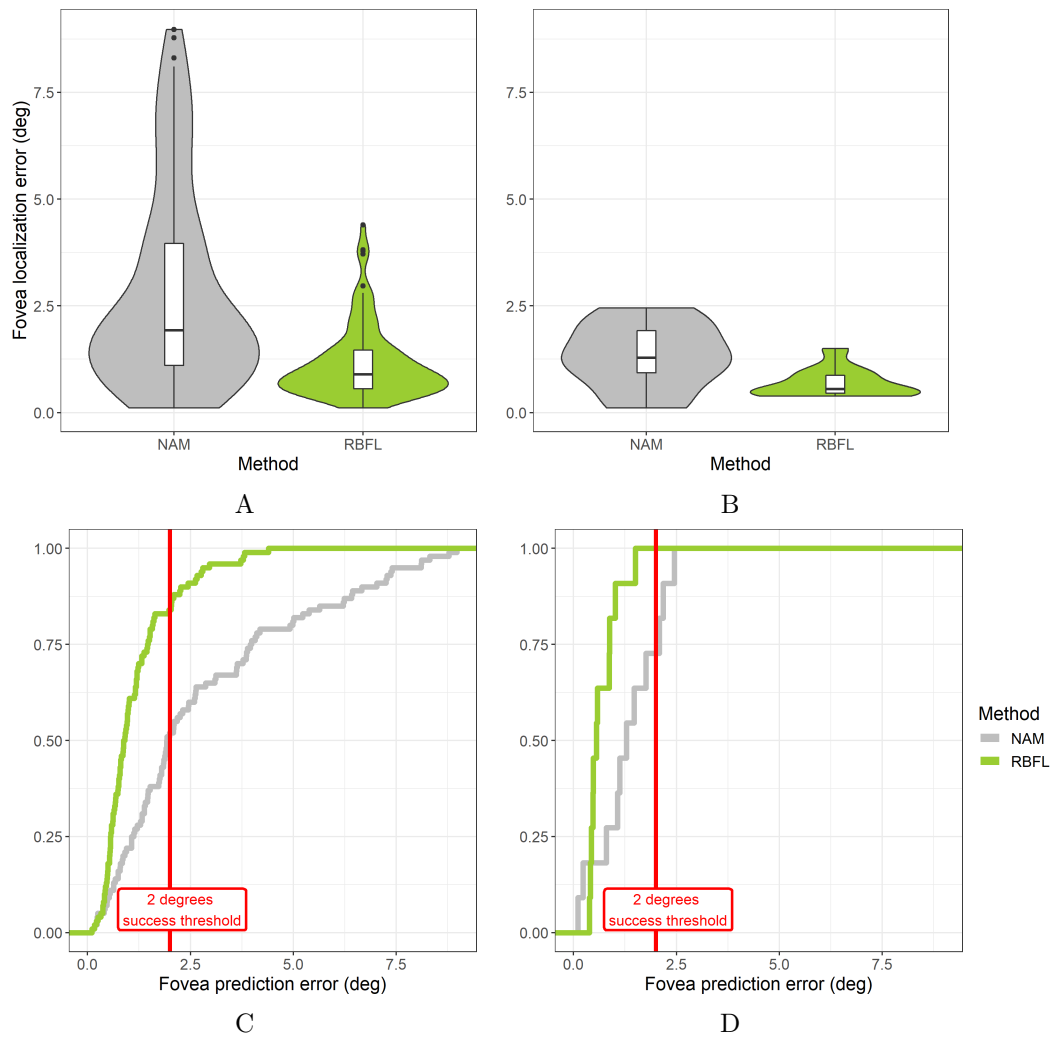 Fovea localization error (deg)
7.5
5.0
2.5
0.0
NAM
RBFL
Method
A
7.5
5.0
2.5
0.0
NAM
RBFL
Method
B
1.00
0.75
0.50
0.25
0.00
2 degrees
success threshold
0.0
2.5
5.0
7.5
Fovea prediction error (deg)
C
1.00
0.75
0.50
0.25
0.00
2 degrees
success threshold
0.0
2.5
5.0
7.5
Fovea prediction error (deg)
D
Method
NAM
RBFL